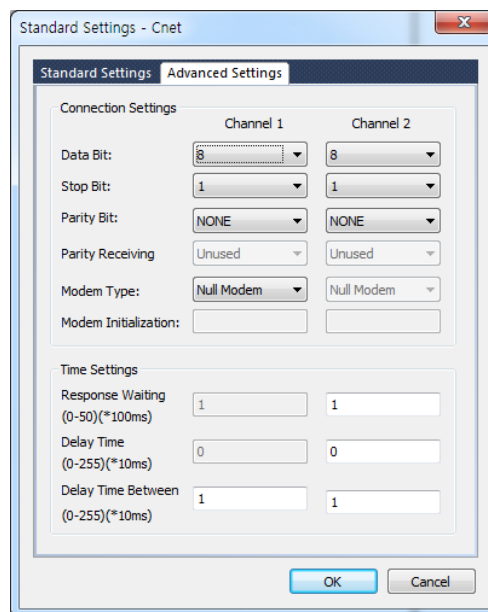 Standard Settings - Cnet
Standard Settings Advanced Settings
Connection Settings
Channel 1 Channel 2
Data Bit: 8 8
Stop Bit: 1 1
Parity Bit: NONE NONE
Parity Receiving Unused Unused
Modem Type: Null Modem Null Modem
Modem Initialization:
Time Settings
Response Waiting
(0-50)(*100ms) 1 1
Delay Time
(0-255)(*10ms) 0 0
Delay Time Between
(0-255)(*10ms) 1 1
OK Cancel